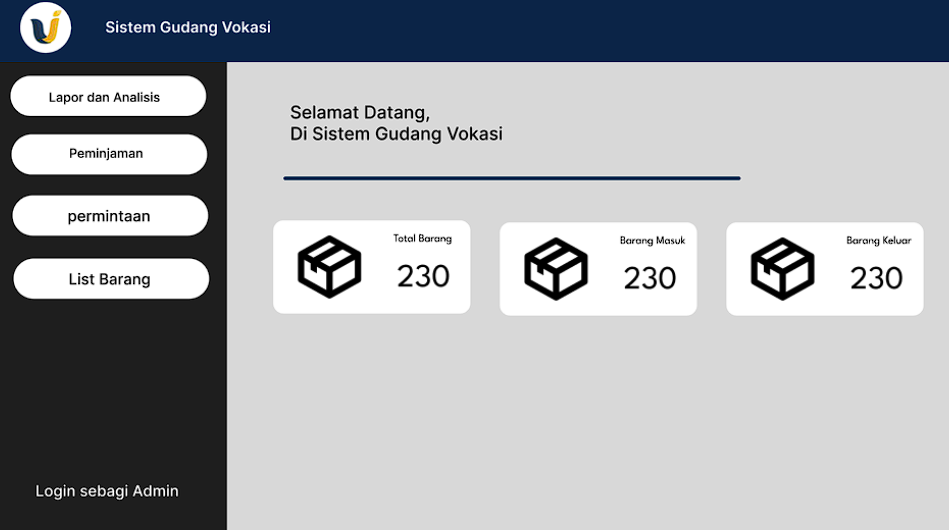 Sistem Gudang Vokasi
Lapor dan Analisis
Peminjaman
permintaan
List Barang
Login sebagi Admin
Selamat Datang,
Di Sistem Gudang Vokasi
Total Barang
230
Barang Masuk
230
Barang Keluar
230